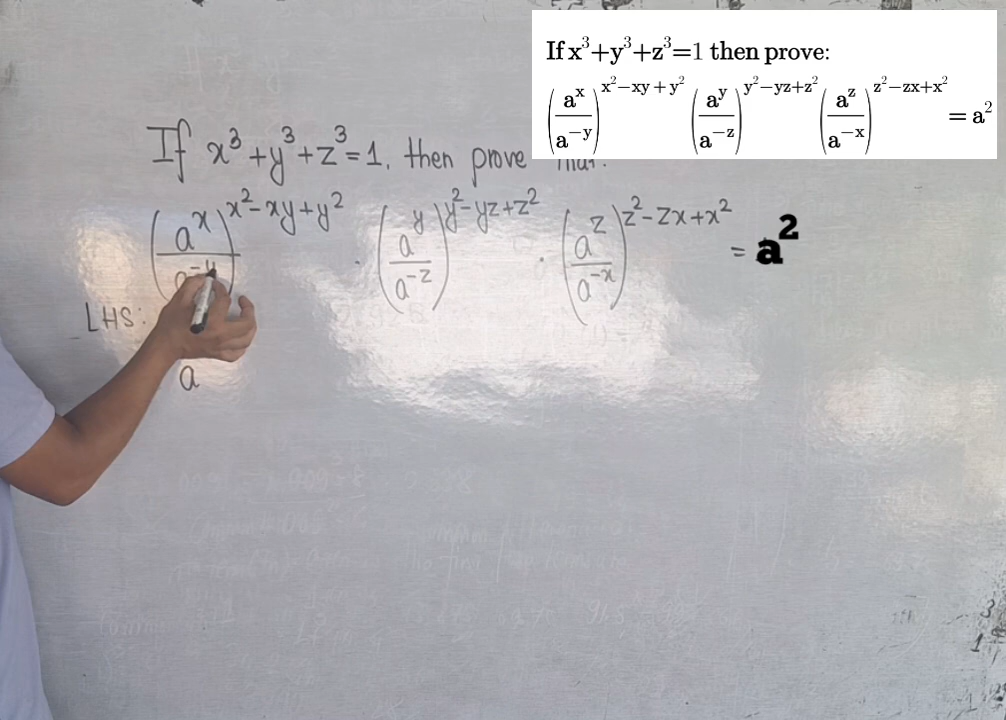 If x³+y³+z³=1 then prove:
(aˣ/a⁻ʸ)^(x²−xy+y²) (aʸ/a⁻ᶻ)^(y²−yz+z²) (aᶻ/a⁻ˣ)^(z²−zx+x²) = a²
If x³+y³+z³=1, then prove
(aˣ/a⁻ʸ)^(x²-xy+y²) · (aʸ/a⁻ᶻ)^(y²-yz+z²) · (aᶻ/a⁻ˣ)^(z²-zx+x²) = a²
LHS:
a